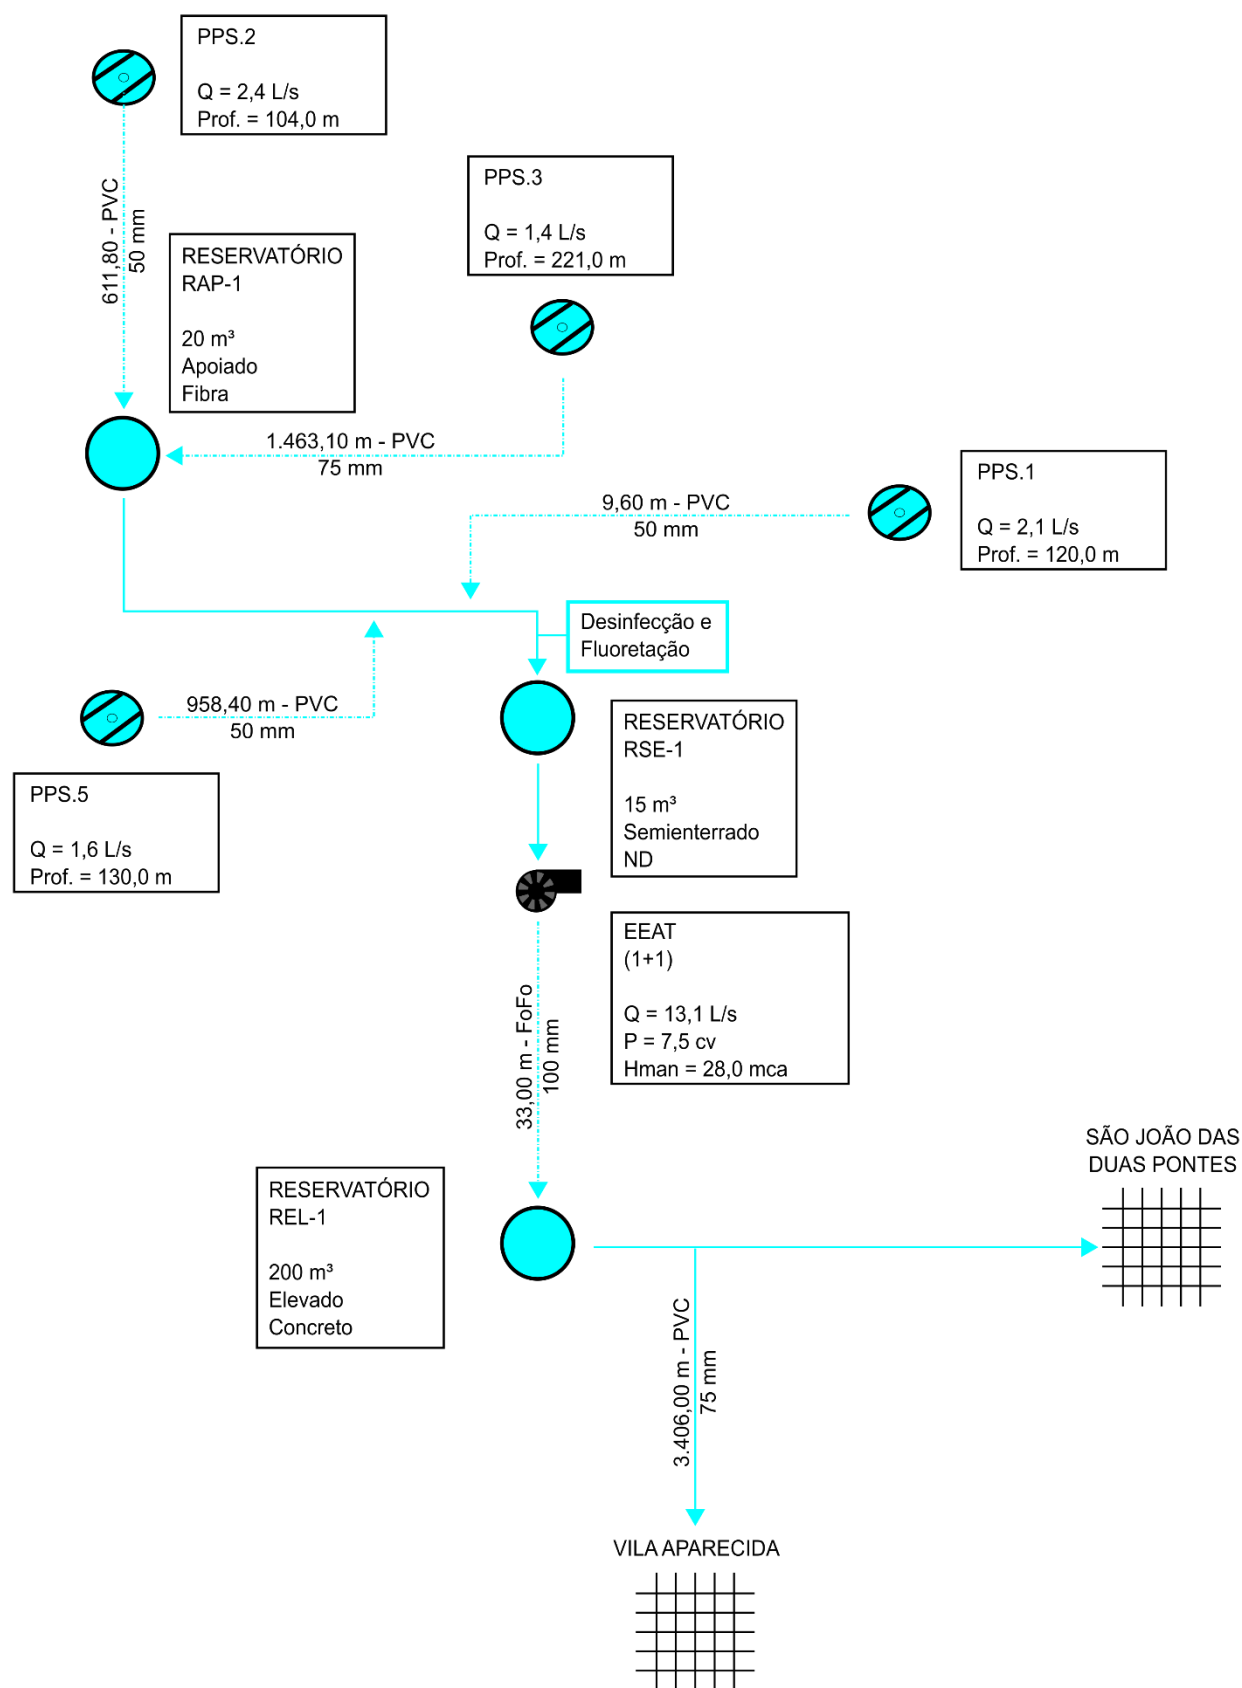 PPS.2
Q = 2,4 L/s
Prof. = 104,0 m
611,80 - PVC
50 mm
PPS.3
Q = 1,4 L/s
Prof. = 221,0 m
RESERVATÓRIO
RAP-1
20 m³
Apoiado
Fibra
1.463,10 m - PVC
75 mm
PPS.1
Q = 2,1 L/s
Prof. = 120,0 m
9,60 m - PVC
50 mm
Desinfecção e
Fluoretação
958,40 m - PVC
50 mm
PPS.5
Q = 1,6 L/s
Prof. = 130,0 m
RESERVATÓRIO
RSE-1
15 m³
Semienterrado
ND
EEAT
(1+1)
Q = 13,1 L/s
P = 7,5 cv
Hman = 28,0 mca
33,00 m - FoFo
100 mm
RESERVATÓRIO
REL-1
200 m³
Elevado
Concreto
SÃO JOÃO DAS
DUAS PONTES
3.406,00 m - PVC
75 mm
VILA APARECIDA